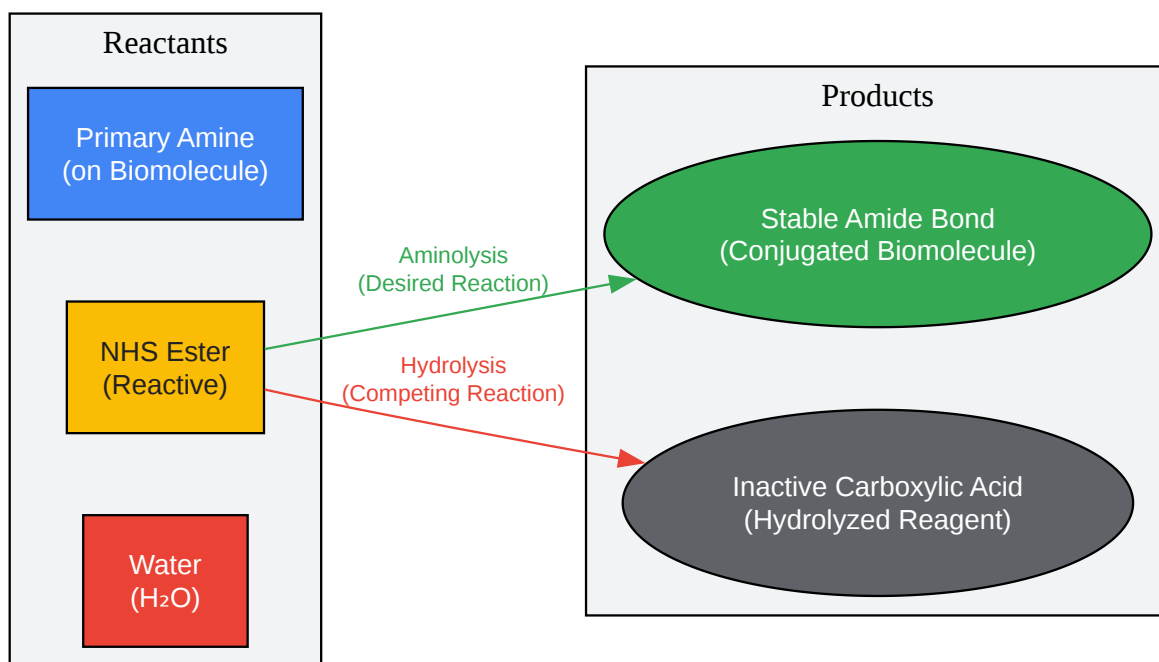 Reactants
Primary Amine
(on Biomolecule)
NHS Ester
(Reactive)
Water
(H₂O)
Aminolysis
(Desired Reaction)
Hydrolysis
(Competing Reaction)
Products
Stable Amide Bond
(Conjugated Biomolecule)
Inactive Carboxylic Acid
(Hydrolyzed Reagent)